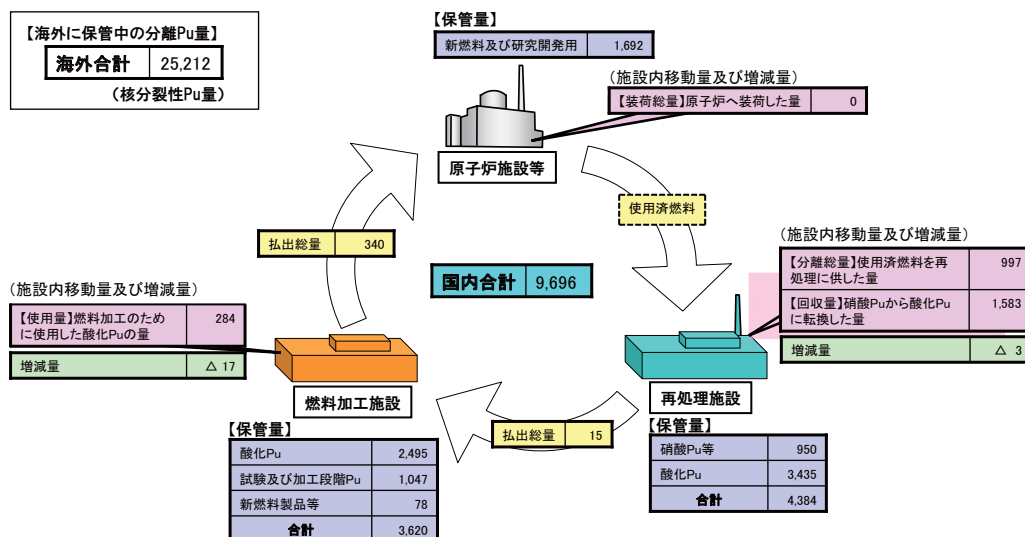 【海外に保管中の分離Pu量】
海外合計 25,212
(核分裂性Pu量)
【保管量】
新燃料及び研究開発用 1,692
(施設内移動量及び増減量)
【装荷総量】原子炉へ装荷した量 0
原子炉施設等
使用済燃料
払出総量 340
国内合計 9,696
(施設内移動量及び増減量)
【分離総量】使用済燃料を再
処理に供した量 997
【回収量】硝酸Puから酸化Pu
に転換した量 1,583
増減量 △ 3
(施設内移動量及び増減量)
【使用量】燃料加工のため
に使用した酸化Puの量 284
増減量 △ 17
燃料加工施設
再処理施設
払出総量 15
【保管量】
酸化Pu 2,495
試験及び加工段階Pu 1,047
新燃料製品等 78
合計 3,620
【保管量】
硝酸Pu等 950
酸化Pu 3,435
合計 4,384